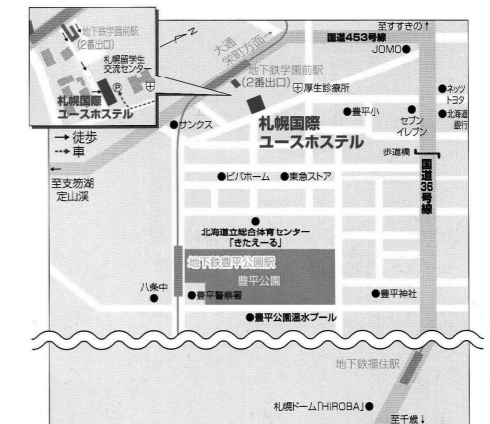 地下鉄学園前駅
(2番出口)
札幌留学生
交流センター
P
札幌国際
ユースホステル
→徒歩
--→車
至すすきの↑
国道453号線
JOMO●
大通
栄町方面→
地下鉄学園前駅
(2番出口)
厚生診療所
●ネッツ
トヨタ
●北海道
銀行
●サンクス
札幌国際
ユースホステル
●豊平小
セブン
イレブン
歩道橋
国道36号線
←
至支笏湖
定山渓
●ビバホーム
●東急ストア
北海道立総合体育センター
「きたえーる」
地下鉄豊平公園駅
豊平公園
八条中
●豊平警察署
●豊平神社
●豊平公園温水プール
地下鉄福住駅
札幌ドーム「HIROBA」●
至千歳↓